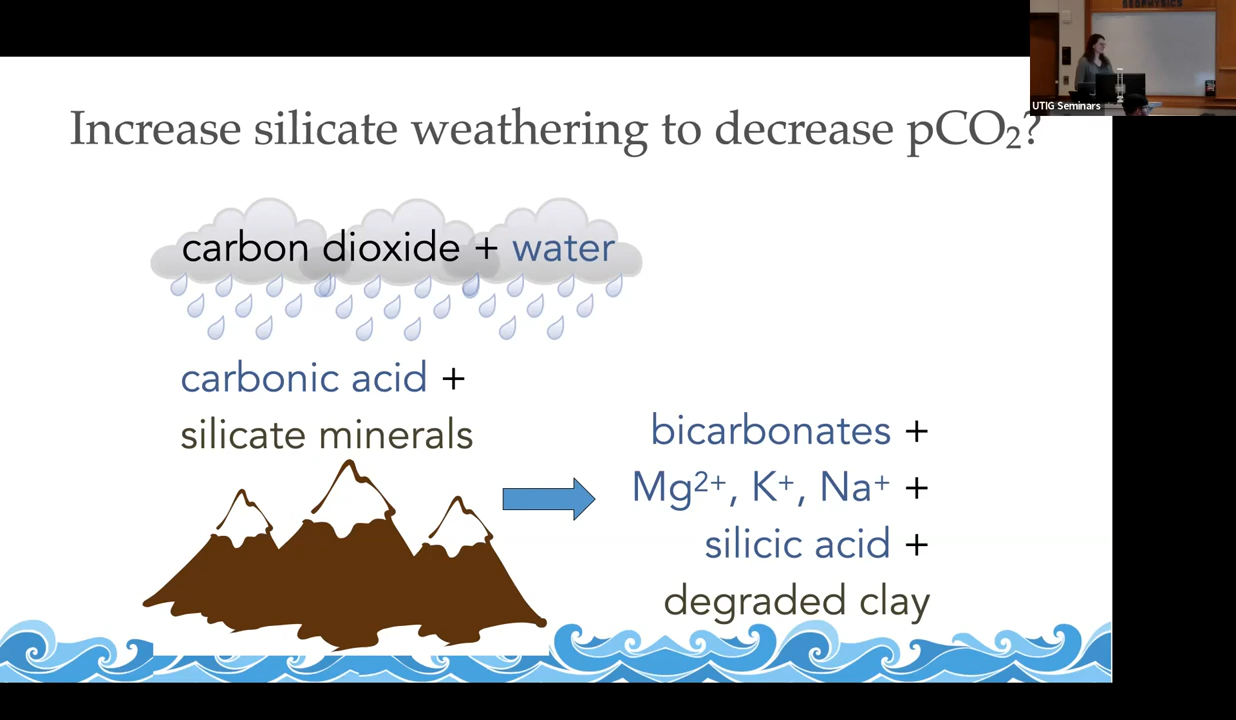 GEOPHYSICS
UTIG Seminars
Increase silicate weathering to decrease pCO₂?
carbon dioxide + water
carbonic acid +
silicate minerals
bicarbonates +
Mg²⁺, K⁺, Na⁺ +
silicic acid +
degraded clay